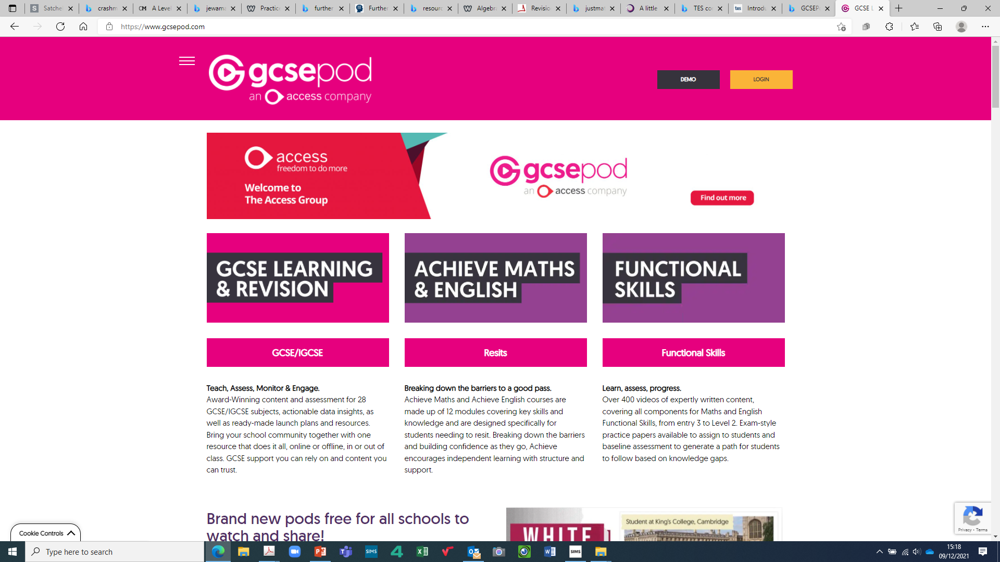 Satchel
crashm
CM A Level
jewama
Practice
further
Further
resourc
Algebra
Revisio
justmat
A little
TES co
tes Introdu
GCSEP
GCSE L
https://www.gcsepod.com
gcsepod
an access company
DEMO
LOGIN
access
freedom to do more
Welcome to
The Access Group
gcsepod
an access company
Find out more
GCSE LEARNING
& REVISION
ACHIEVE MATHS
& ENGLISH
FUNCTIONAL
SKILLS
GCSE/IGCSE
Resits
Functional Skills
Teach, Assess, Monitor & Engage.
Award-Winning content and assessment for 28
GCSE/IGCSE subjects, actionable data insights, as
well as ready-made launch plans and resources.
Bring your school community together with one
resource that does it all, online or offline, in or out of
class. GCSE support you can rely on and content you
can trust.
Breaking down the barriers to a good pass.
Achieve Maths and Achieve English courses are
made up of 12 modules covering key skills and
knowledge and are designed specifically for
students needing to resit. Breaking down the barriers
and building confidence as they go, Achieve
encourages independent learning with structure and
support.
Learn, assess, progress.
Over 400 videos of expertly written content,
covering all components for Maths and English
Functional Skills, from entry 3 to Level 2. Exam-style
practice papers available to assign to students and
baseline assessment to generate a path for students
to follow based on knowledge gaps.
Brand new pods free for all schools to
watch and share!
WHITE
Student at King's College, Cambridge
Privacy - Terms
Cookie Controls
Type here to search
SIMS
4
SIMS
15:18
09/12/2021